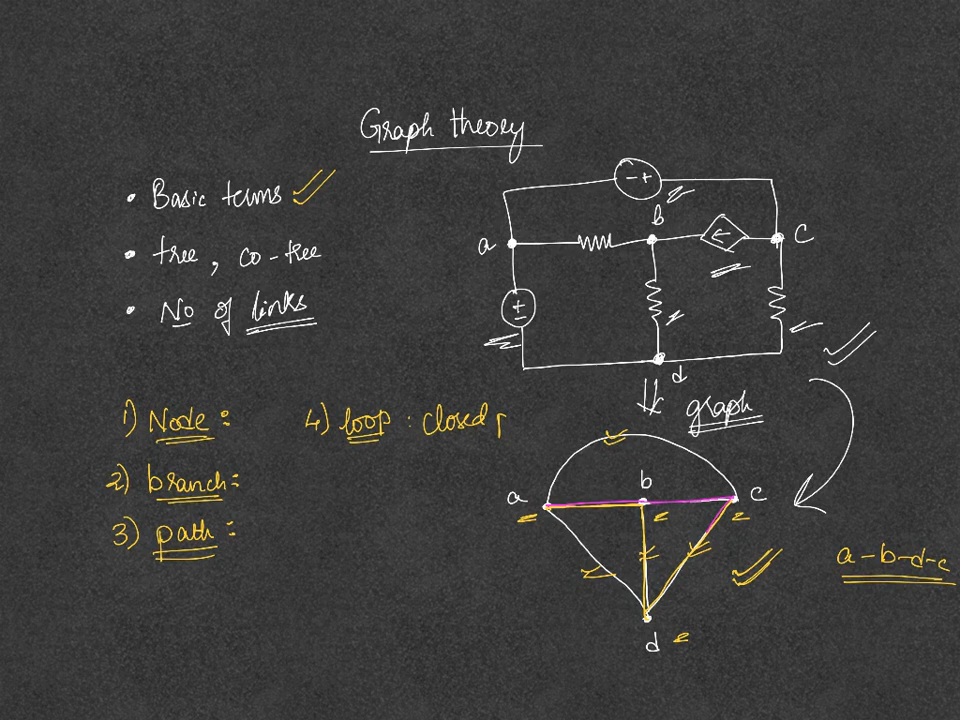 Graph theory
• Basic terms
• tree, co-tree
• No of links
- +
a
b
c
±
d
graph
1) Node:
2) branch:
3) path:
4) loop : closed p
a
b
c
d
a-b-d-c